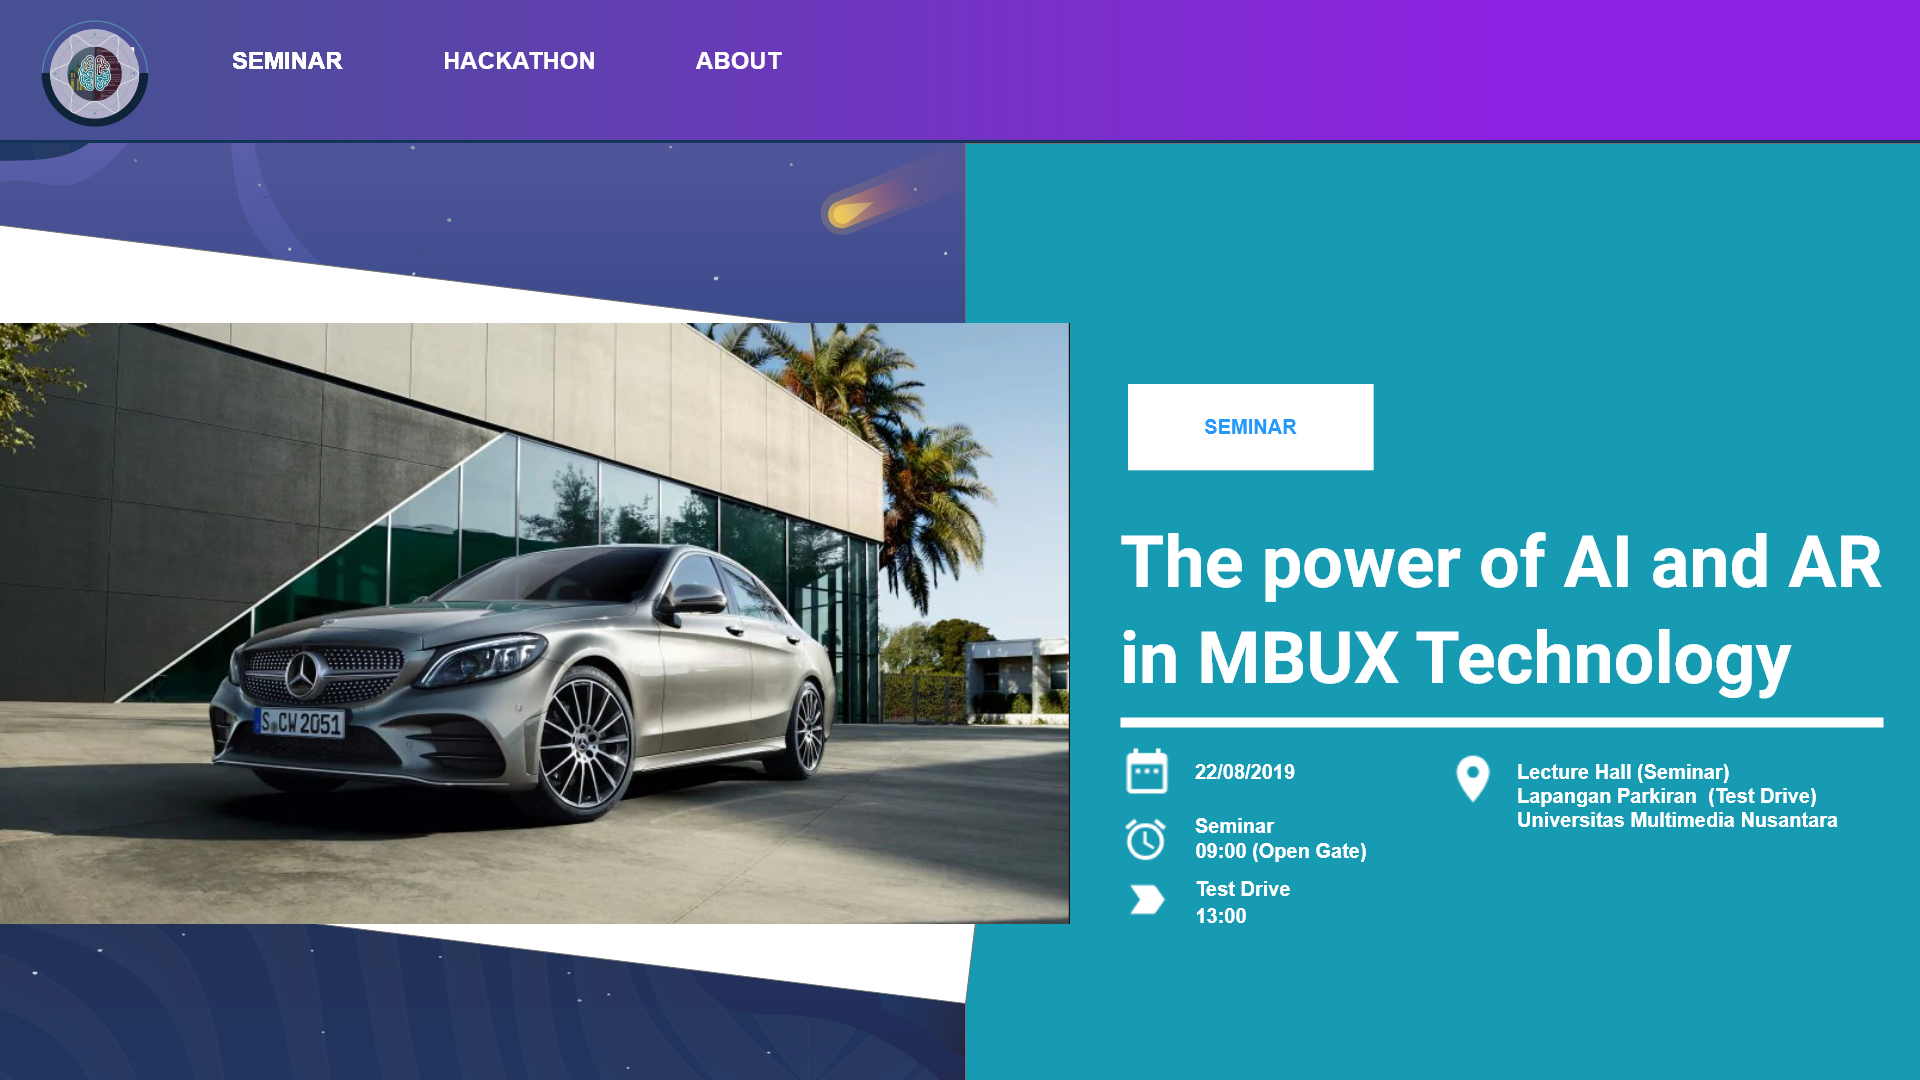 SEMINAR
HACKATHON
ABOUT
SEMINAR
The power of AI and AR
in MBUX Technology
22/08/2019
Seminar
09:00 (Open Gate)
Test Drive
13:00
Lecture Hall (Seminar)
Lapangan Parkiran (Test Drive)
Universitas Multimedia Nusantara
S CW 2051